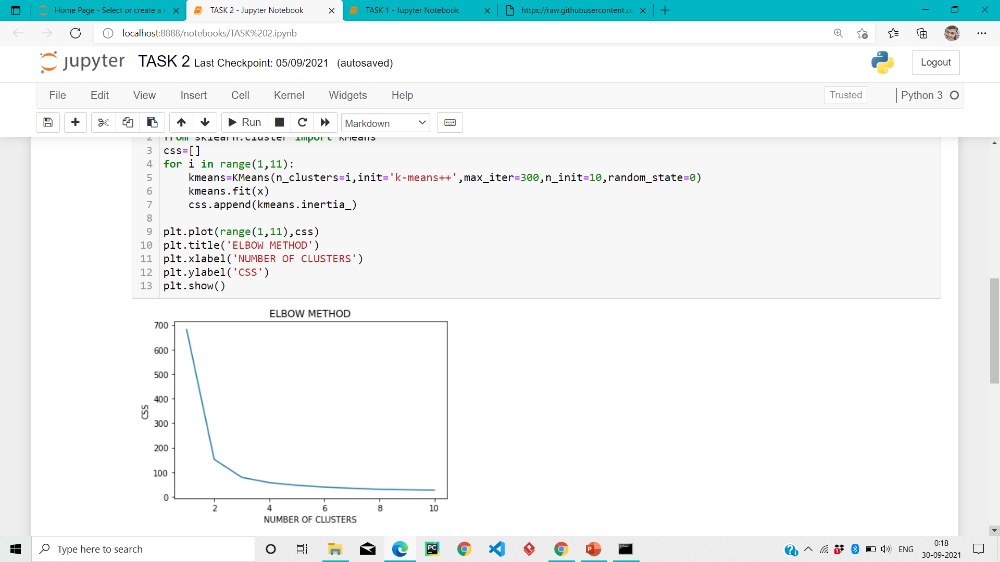 Home Page - Select or create a n
TASK 2 - Jupyter Notebook
TASK 1 - Jupyter Notebook
https://raw.githubusercontent.co
localhost:8888/notebooks/TASK%202.ipynb
jupyter TASK 2 Last Checkpoint: 05/09/2021 (autosaved)
Logout
File Edit View Insert Cell Kernel Widgets Help
Trusted
Python 3
Run
Markdown
2 from sklearn.cluster import KMeans
3 css=[]
4 for i in range(1,11):
5 kmeans=KMeans(n_clusters=i,init='k-means++',max_iter=300,n_init=10,random_state=0)
6 kmeans.fit(x)
7 css.append(kmeans.inertia_)
8
9 plt.plot(range(1,11),css)
10 plt.title('ELBOW METHOD')
11 plt.xlabel('NUMBER OF CLUSTERS')
12 plt.ylabel('CSS')
13 plt.show()
ELBOW METHOD
700
600
500
400
300
200
100
0
CSS
2 4 6 8 10
NUMBER OF CLUSTERS
Type here to search
PC
P
1
ENG
0:18
30-09-2021